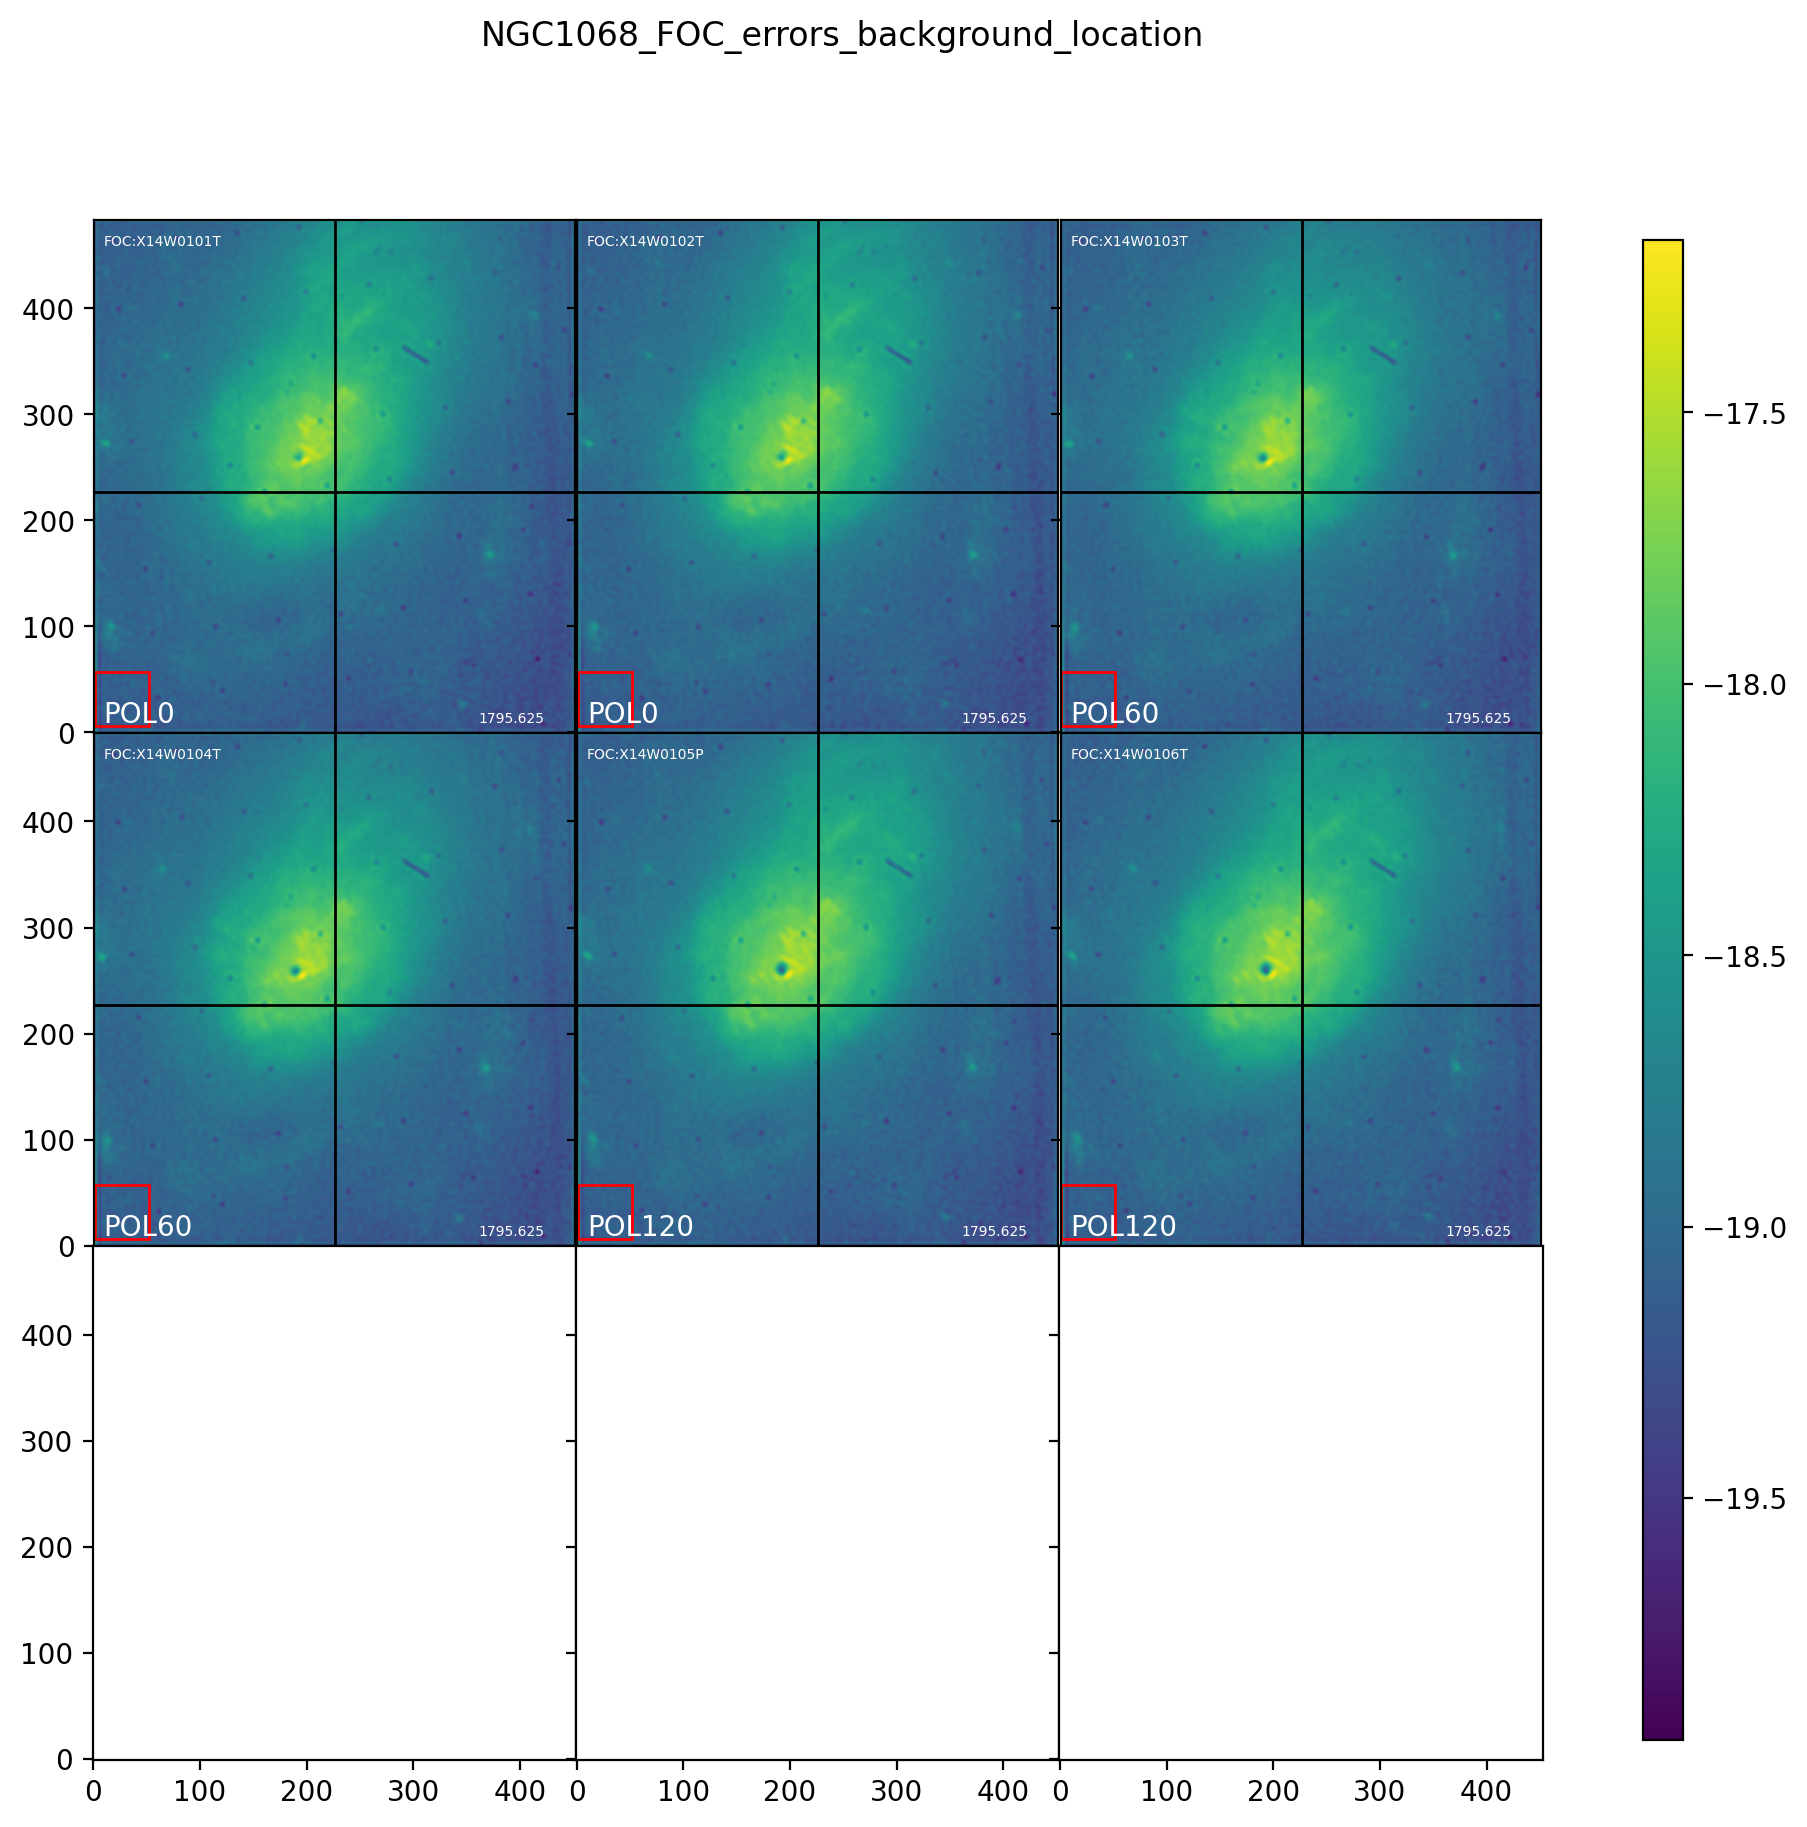 NGC1068_FOC_errors_background_location
FOC:X14W0101T
FOC:X14W0102T
FOC:X14W0103T
400
300
200
100
0
POL0
1795.625
POL0
1795.625
POL60
1795.625
FOC:X14W0104T
FOC:X14W0105P
FOC:X14W0106T
400
300
200
100
0
POL60
1795.625
POL120
1795.625
POL120
1795.625
400
300
200
100
0
0 100 200 300 400
0 100 200 300 400
0 100 200 300 400
−17.5
−18.0
−18.5
−19.0
−19.5